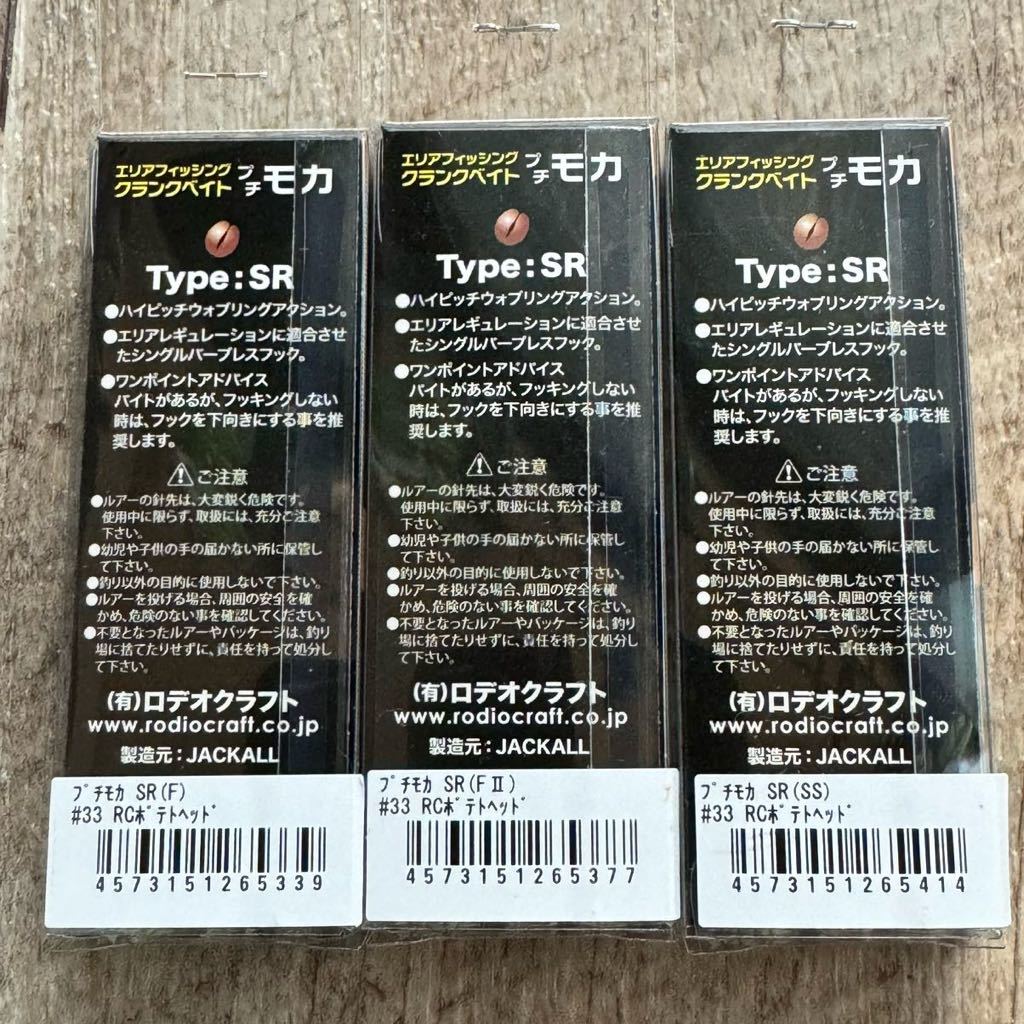 エリアフィッシング
クランクベイト プチモカ
Type:SR
●ハイピッチウォブリングアクション。
●エリアレギュレーションに適合させ
たシングルバーブレスフック。
●ワンポイントアドバイス
バイトがあるが、フッキングしない
時は、フックを下向きにする事を推
奨します。
⚠ご注意
●ルアーの針先は、大変鋭く危険です。
使用中に限らず、取扱には、充分ご注意
下さい。
●幼児や子供の手の届かない所に保管し
て下さい。
●釣り以外の目的に使用しないで下さい。
●ルアーを投げる場合、周囲の安全を確
かめ、危険のない事を確認してください。
●不要となったルアーやパッケージは、釣り
場に捨てたりせずに、責任を持って処分し
て下さい。
(有)ロデオクラフト
www.rodiocraft.co.jp
製造元：JACKALL
プチモカ SR(F)
#33 RCポテトヘッド
4573151265339
エリアフィッシング
クランクベイト プチモカ
Type:SR
●ハイピッチウォブリングアクション。
●エリアレギュレーションに適合させ
たシングルバーブレスフック。
●ワンポイントアドバイス
バイトがあるが、フッキングしない
時は、フックを下向きにする事を推
奨します。
⚠ご注意
●ルアーの針先は、大変鋭く危険です。
使用中に限らず、取扱には、充分ご注意
下さい。
●幼児や子供の手の届かない所に保管し
て下さい。
●釣り以外の目的に使用しないで下さい。
●ルアーを投げる場合、周囲の安全を確
かめ、危険のない事を確認してください。
●不要となったルアーやパッケージは、釣り
場に捨てたりせずに、責任を持って処分し
て下さい。
(有)ロデオクラフト
www.rodiocraft.co.jp
製造元：JACKALL
プチモカ SR(FⅡ)
#33 RCポテトヘッド
4573151265377
エリアフィッシング
クランクベイト プチモカ
Type:SR
●ハイピッチウォブリングアクション。
●エリアレギュレーションに適合させ
たシングルバーブレスフック。
●ワンポイントアドバイス
バイトがあるが、フッキングしない
時は、フックを下向きにする事を推
奨します。
⚠ご注意
●ルアーの針先は、大変鋭く危険です。
使用中に限らず、取扱には、充分ご注意
下さい。
●幼児や子供の手の届かない所に保管し
て下さい。
●釣り以外の目的に使用しないで下さい。
●ルアーを投げる場合、周囲の安全を確
かめ、危険のない事を確認してください。
●不要となったルアーやパッケージは、釣り
場に捨てたりせずに、責任を持って処分し
て下さい。
(有)ロデオクラフト
www.rodiocraft.co.jp
製造元：JACKALL
プチモカ SR(SS)
#33 RCポテトヘッド
4573151265414